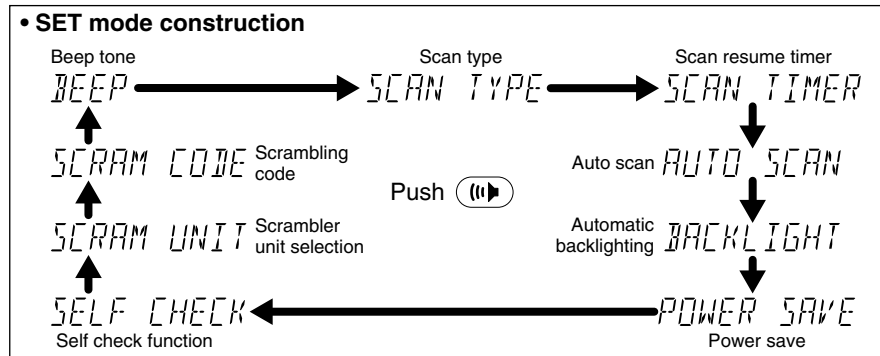 • SET mode construction
Beep tone Scan type Scan resume timer
BEEP SCAN TYPE SCAN TIMER
SCRAM CODE Scrambling code
Auto scan AUTO SCAN
Push
SCRAM UNIT Scrambler unit selection
Automatic backlighting BACKLIGHT
SELF CHECK POWER SAVE
Self check function Power save